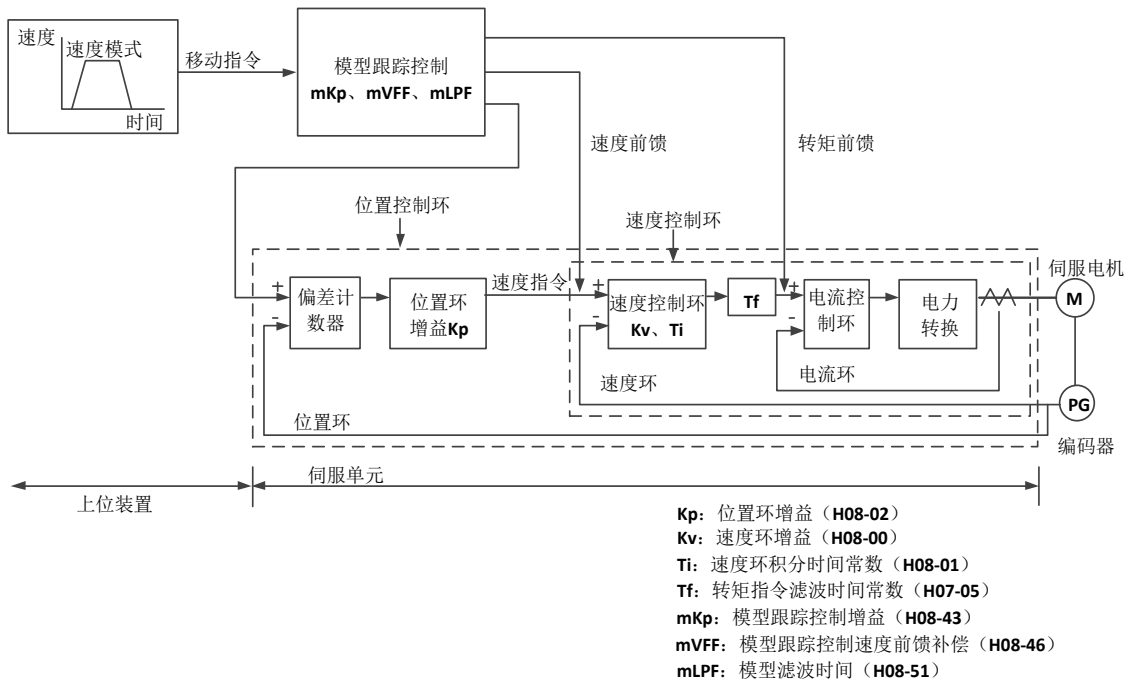 速度
速度模式
时间
移动指令
模型跟踪控制
mKp、mVFF、mLPF
速度前馈
转矩前馈
位置控制环
速度控制环
伺服电机
+
-
偏差计
数器
位置环
增益Kp
速度指令
+
-
速度控制环
Kv、Ti
Tf
+
-
电流控
制环
电力
转换
M
电流环
速度环
PG
位置环
编码器
伺服单元
上位装置
Kp：位置环增益（H08-02）
Kv：速度环增益（H08-00）
Ti：速度环积分时间常数（H08-01）
Tf：转矩指令滤波时间常数（H07-05）
mKp：模型跟踪控制增益（H08-43）
mVFF：模型跟踪控制速度前馈补偿（H08-46）
mLPF：模型滤波时间（H08-51）